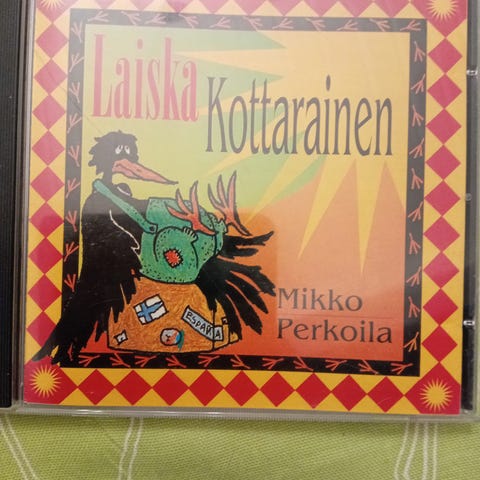 Laiska
Kottarainen
ESPAÑA
Mikko
Perkoila